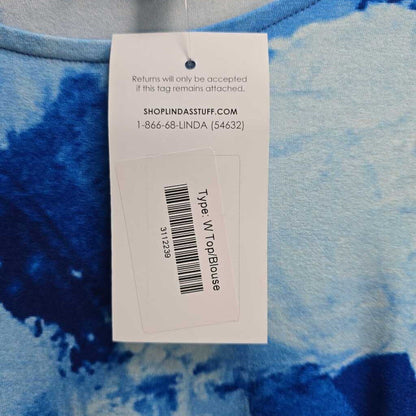 Returns will only be accepted
if this tag remains attached.
SHOPLINDASSTUFF.COM
1-866-68-LINDA (54632)
Type: W Top/Blouse
3112239